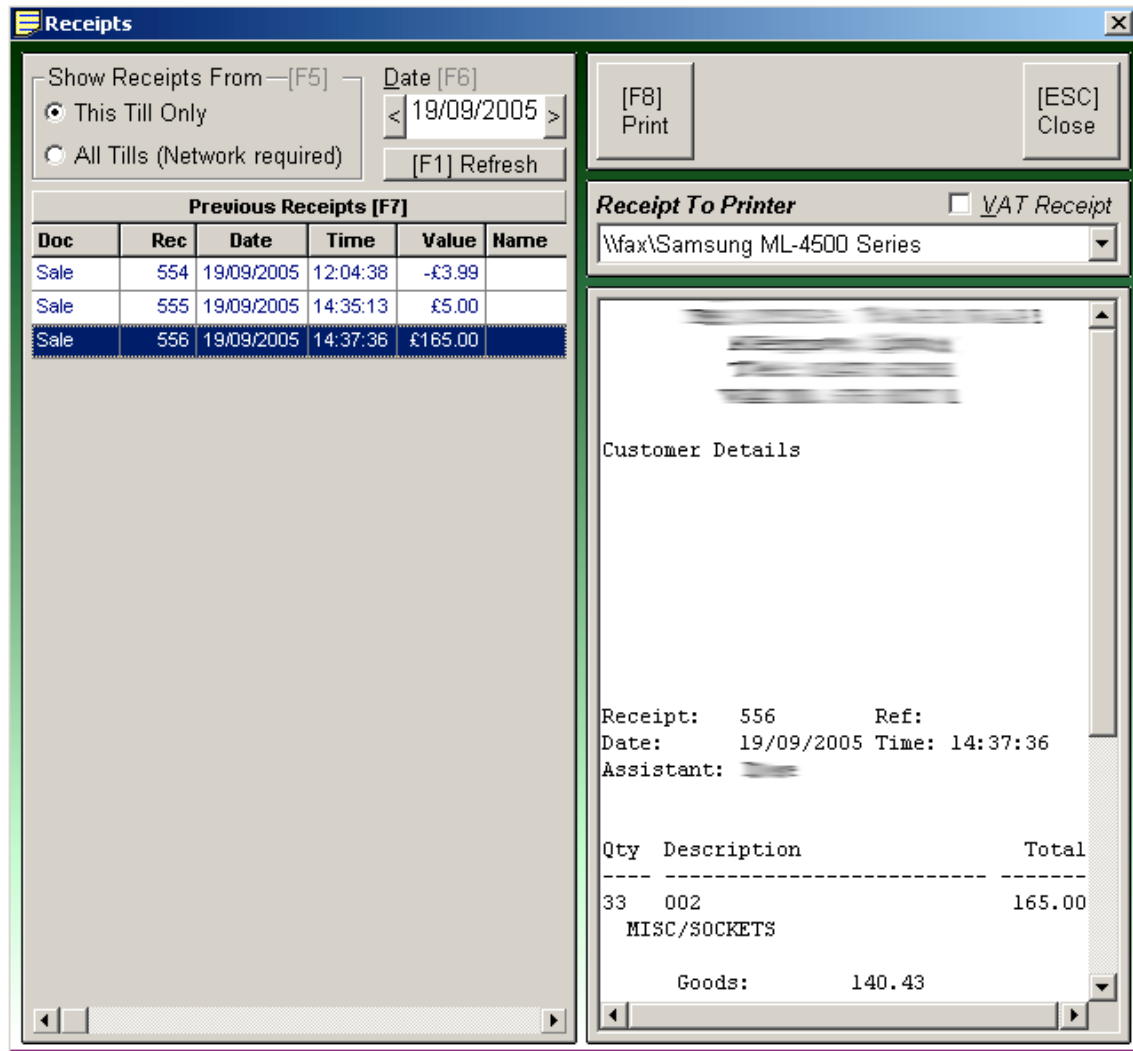 Receipts
Show Receipts From [F5]
This Till Only
All Tills (Network required)
Date [F6]
< 19/09/2005 >
[F1] Refresh
Previous Receipts [F7]
Doc Rec Date Time Value Name
Sale 554 19/09/2005 12:04:38 -£3.99
Sale 555 19/09/2005 14:35:13 £5.00
Sale 556 19/09/2005 14:37:36 £165.00
[F8]
Print
[ESC]
Close
Receipt To Printer VAT Receipt
\\fax\Samsung ML-4500 Series
Customer Details
Receipt: 556 Ref:
Date: 19/09/2005 Time: 14:37:36
Assistant:
Qty Description Total
---- -------------------------- -------
33 002 165.00
MISC/SOCKETS
Goods: 140.43